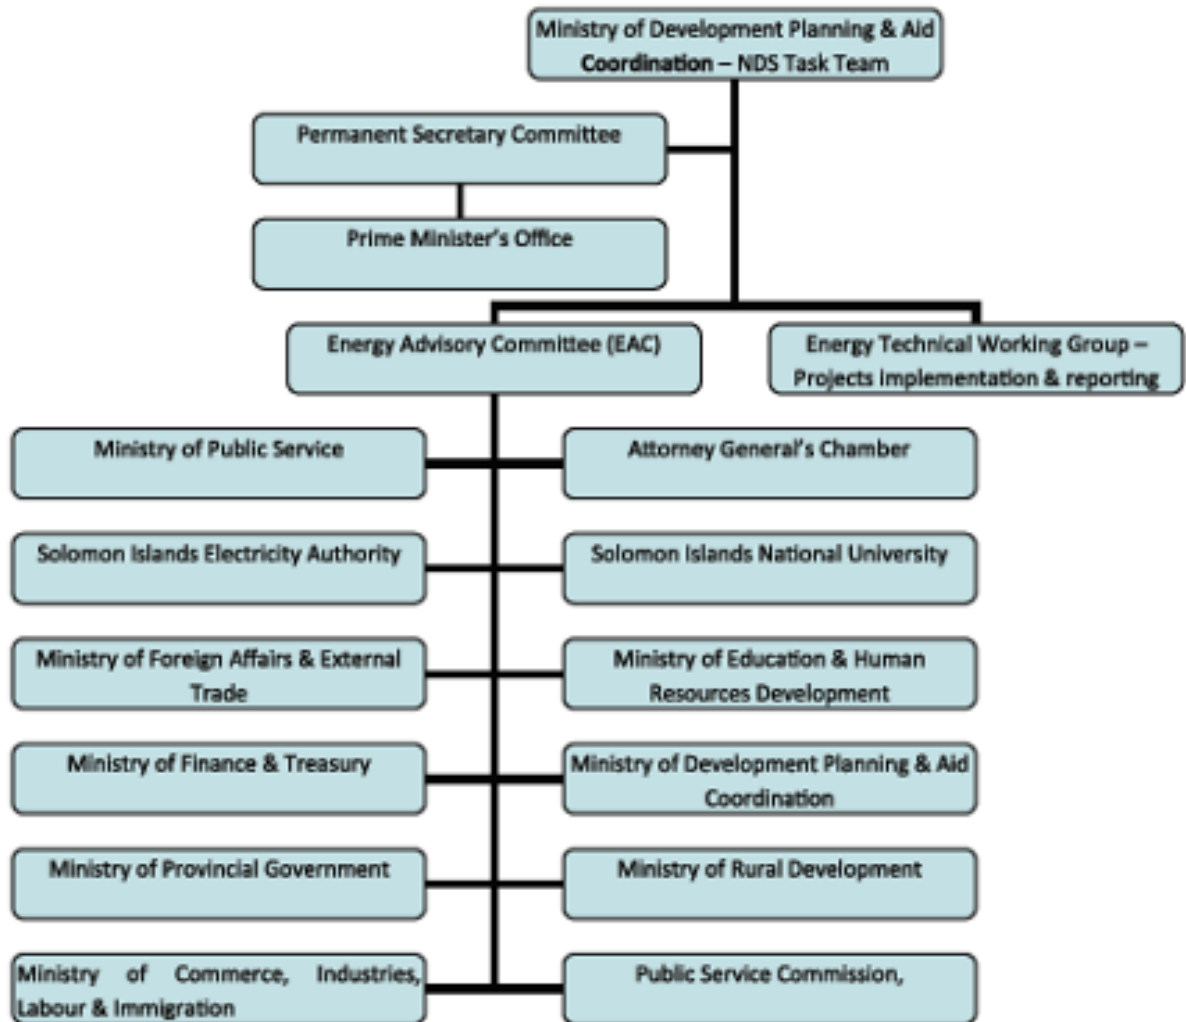 Ministry of Development Planning & Aid
Coordination – NDS Task Team
Permanent Secretary Committee
Prime Minister's Office
Energy Advisory Committee (EAC)
Energy Technical Working Group –
Projects implementation & reporting
Ministry of Public Service
Attorney General's Chamber
Solomon Islands Electricity Authority
Solomon Islands National University
Ministry of Foreign Affairs & External
Trade
Ministry of Education & Human
Resources Development
Ministry of Finance & Treasury
Ministry of Development Planning & Aid
Coordination
Ministry of Provincial Government
Ministry of Rural Development
Ministry of Commerce, Industries,
Labour & Immigration
Public Service Commission,